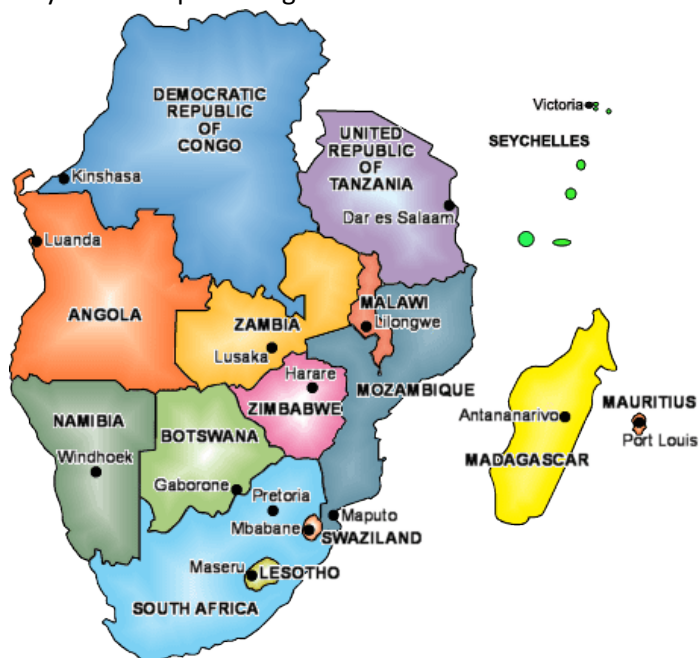 DEMOCRATIC
REPUBLIC
OF
CONGO
Victoria
UNITED
REPUBLIC
OF
TANZANIA
SEYCHELLES
Kinshasa
Dar es Salaam
Luanda
ANGOLA
ZAMBIA
MALAWI
Lilongwe
Lusaka
Harare
MOZAMBIQUE
ZIMBABWE
NAMIBIA
BOTSWANA
Windhoek
Antananarivo
MAURITIUS
Port Louis
MADAGASCAR
Gaborone
Pretoria
Mbabane
Maputo
SWAZILAND
Maseru
LESOTHO
SOUTH AFRICA